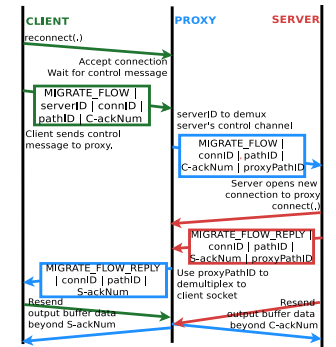 CLIENT
PROXY
SERVER
reconnect(.)
Accept connection
Wait for control message
MIGRATE_FLOW |
serverID | connID |
pathID | C-ackNum
Client sends control
message to proxy.
serverID to demux
server's control channel
MIGRATE_FLOW |
connID | pathID |
C-ackNum | proxyPathID
Server opens new
connection to proxy
connect(.)
MIGRATE_FLOW_REPLY |
connID | pathID |
S-ackNum | proxyPathID
MIGRATE_FLOW_REPLY
| connID | pathID |
S-ackNum
Use proxyPathID to
demultiplex to
client socket
Resend
output buffer data
beyond S-ackNum
Resend
output buffer data
beyond C-ackNum